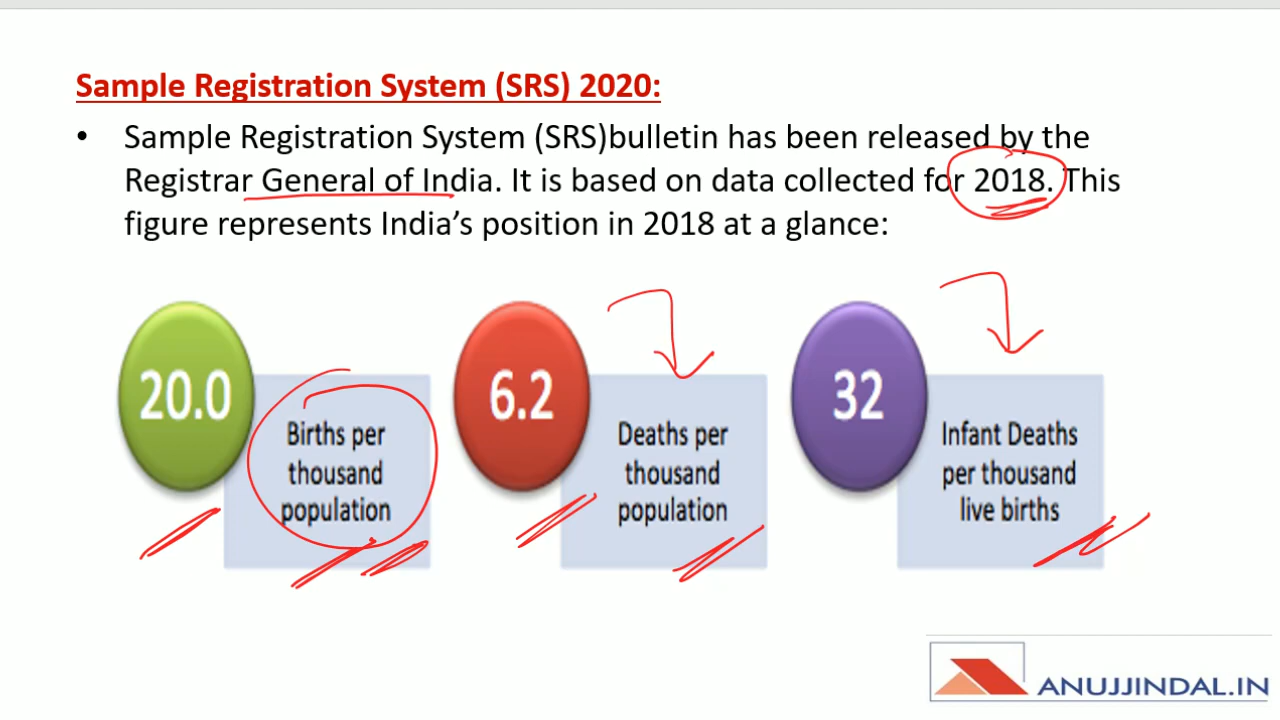 Sample Registration System (SRS) 2020:
• Sample Registration System (SRS)bulletin has been released by the
Registrar General of India. It is based on data collected for 2018. This
figure represents India's position in 2018 at a glance:
20.0
Births per
thousand
population
6.2
Deaths per
thousand
population
32
Infant Deaths
per thousand
live births
ANUJJINDAL.IN